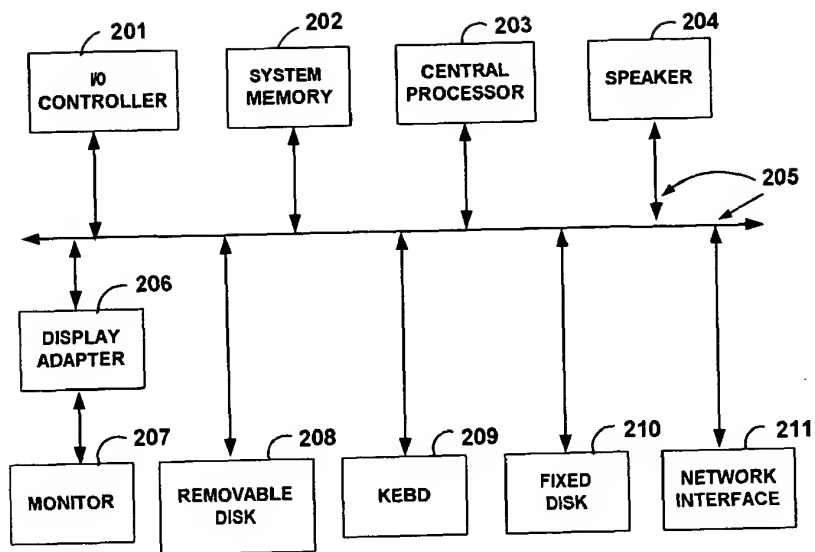 201
202
203
204
I/O
CONTROLLER
SYSTEM
MEMORY
CENTRAL
PROCESSOR
SPEAKER
205
206
DISPLAY
ADAPTER
207
208
209
210
211
MONITOR
REMOVABLE
DISK
KEBD
FIXED
DISK
NETWORK
INTERFACE